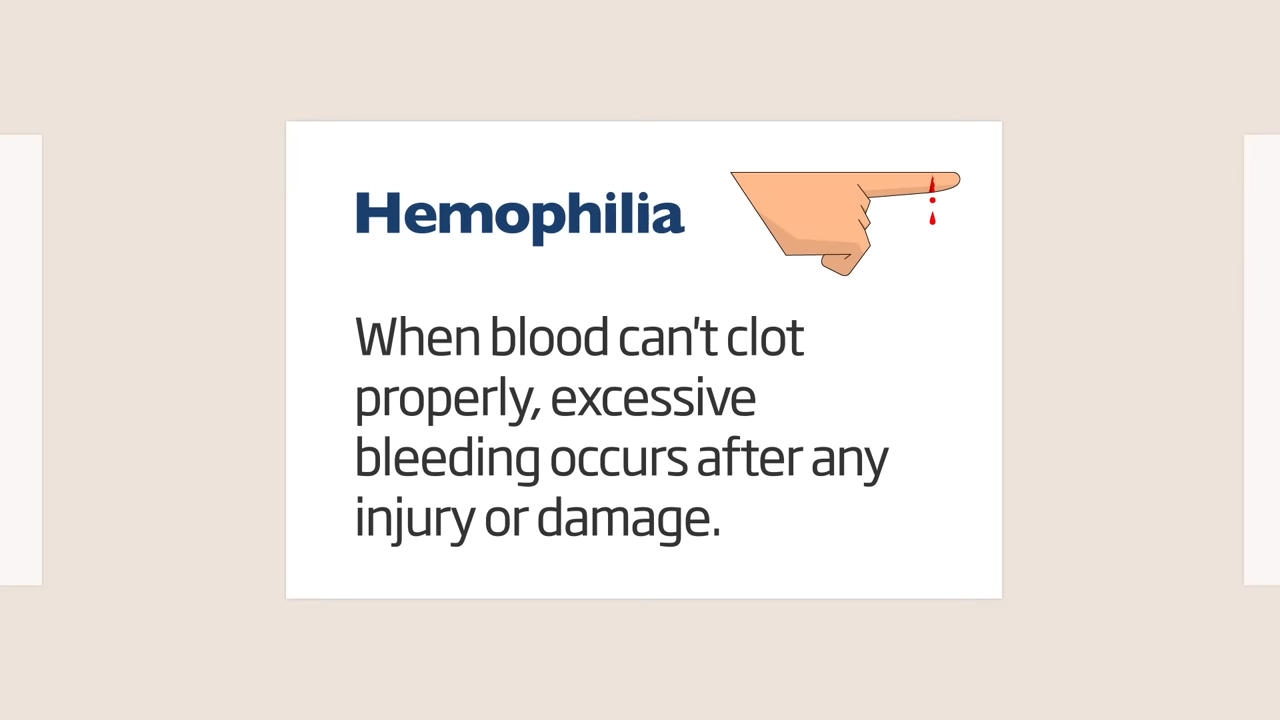 Hemophilia
When blood can't clot
properly, excessive
bleeding occurs after any
injury or damage.